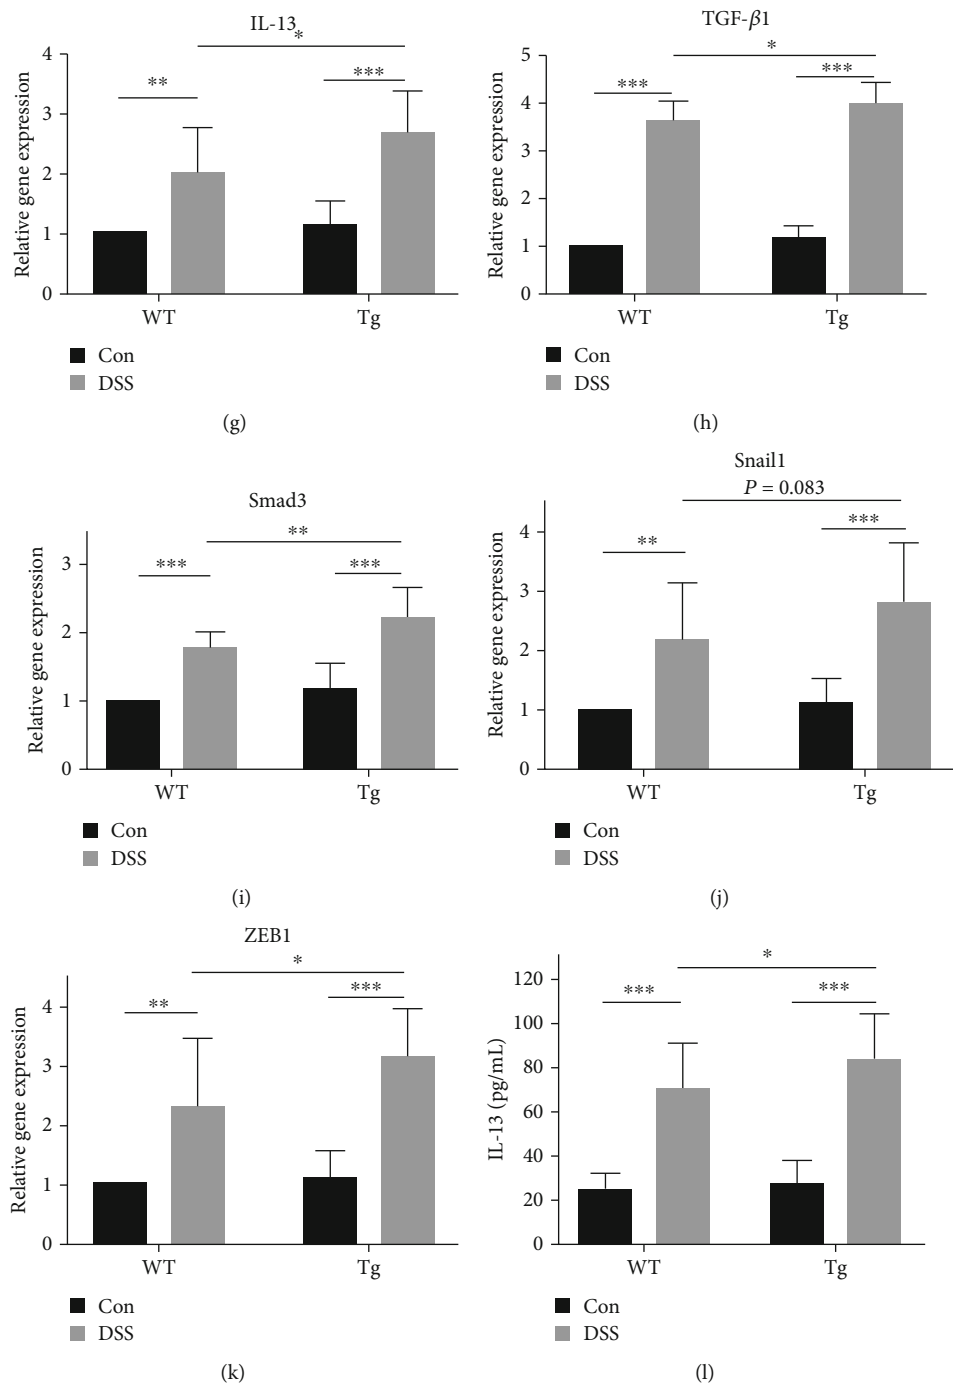 IL-13
*
**
***
Relative gene expression
4
3
2
1
0
WT
Tg
Con
DSS
(g)
TGF-β1
*
***
***
Relative gene expression
5
4
3
2
1
0
WT
Tg
Con
DSS
(h)
Smad3
**
***
***
Relative gene expression
3
2
1
0
WT
Tg
Con
DSS
(i)
Snail1
P = 0.083
**
***
Relative gene expression
4
3
2
1
0
WT
Tg
Con
DSS
(j)
ZEB1
*
**
***
Relative gene expression
4
3
2
1
0
WT
Tg
Con
DSS
(k)
*
***
***
IL-13 (pg/mL)
120
100
80
60
40
20
0
WT
Tg
Con
DSS
(l)